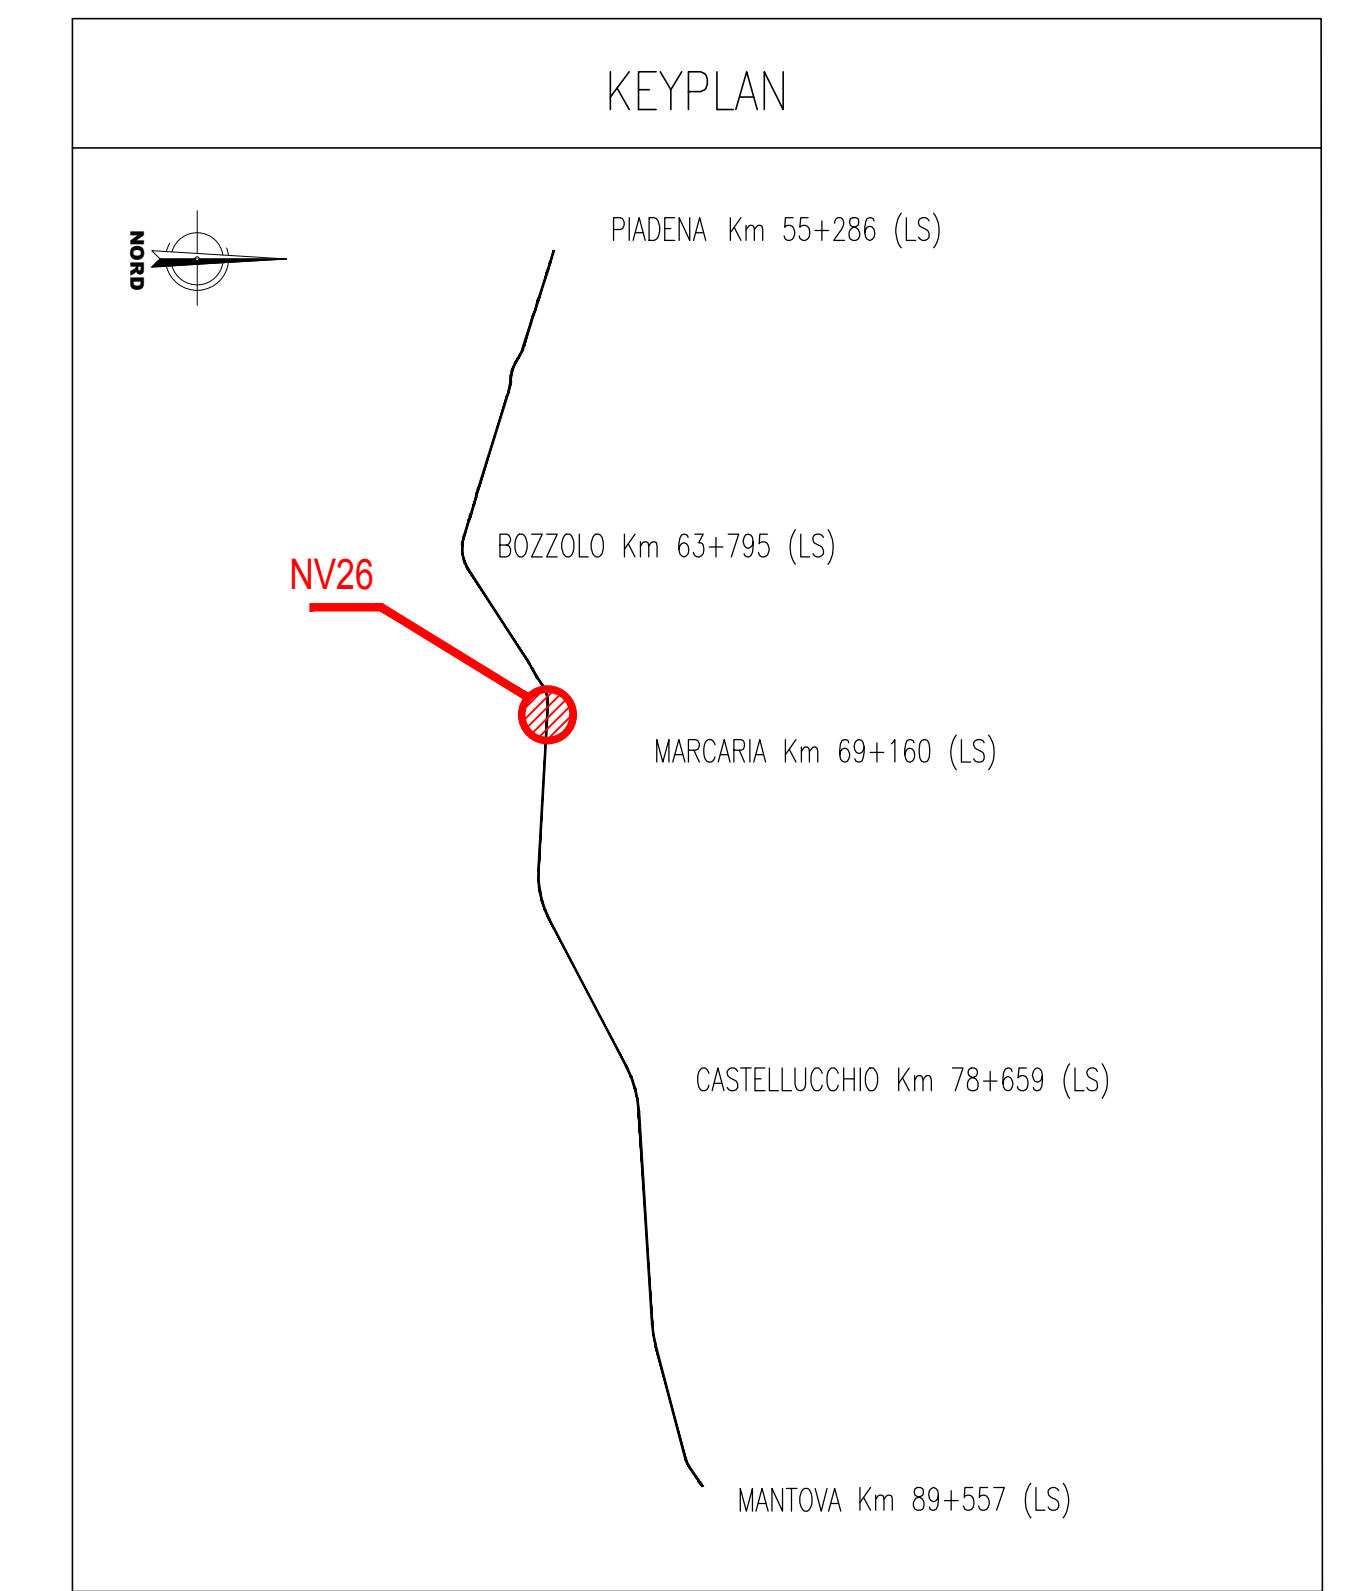 KEYPLAN
NORD
PIADENA Km 55+286 (LS)
BOZZOLO Km 63+795 (LS)
NV26
MARCARIA Km 69+160 (LS)
CASTELLUCCHIO Km 78+659 (LS)
MANTOVA Km 89+557 (LS)